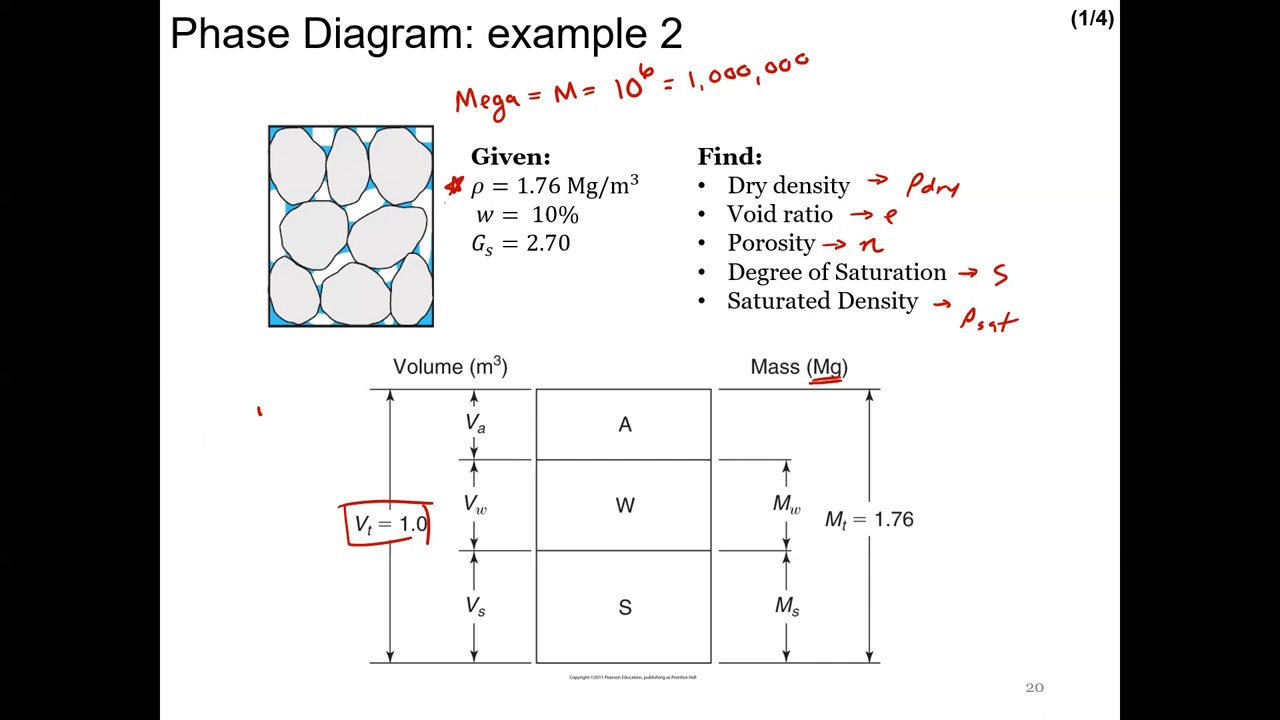 Phase Diagram: example 2
(1/4)
Mega = M = 10⁶ = 1,000,000
Given:
ρ = 1.76 Mg/m³
w = 10%
Gₛ = 2.70
Find:
• Dry density → ρdry
• Void ratio → e
• Porosity → n
• Degree of Saturation → S
• Saturated Density → ρsat
Volume (m³)
Mass (Mg)
Vₐ
A
V_w
W
M_w
Vₜ = 1.0
Mₜ = 1.76
Vₛ
S
Mₛ
Copyright ©2011 Pearson Education, publishing as Prentice Hall
20